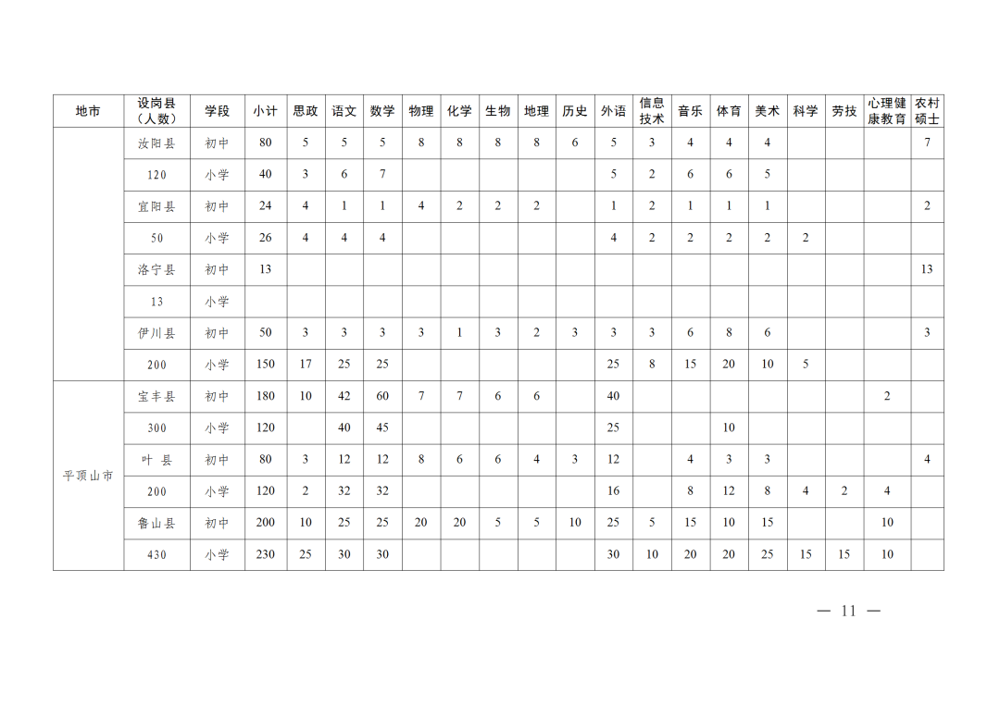 地市 设岗县（人数） 学段 小计 思政 语文 数学 物理 化学 生物 地理 历史 外语 信息技术 音乐 体育 美术 科学 劳技 心理健康教育 农村硕士
汝阳县 初中 80 5 5 5 8 8 8 8 6 5 3 4 4 4 7
120 小学 40 3 6 7 5 2 6 6 5
宜阳县 初中 24 4 1 1 4 2 2 2 1 2 1 1 1 2
50 小学 26 4 4 4 4 2 2 2 2 2
洛宁县 初中 13 13
13 小学
伊川县 初中 50 3 3 3 3 1 3 2 3 3 3 6 8 6 3
200 小学 150 17 25 25 25 8 15 20 10 5
平顶山市
宝丰县 初中 180 10 42 60 7 7 6 6 40 2
300 小学 120 40 45 25 10
叶 县 初中 80 3 12 12 8 6 6 4 3 12 4 3 3 4
200 小学 120 2 32 32 16 8 12 8 4 2 4
鲁山县 初中 200 10 25 25 20 20 5 5 10 25 5 15 10 15 10
430 小学 230 25 30 30 30 10 20 20 25 15 15 10
— 11 —